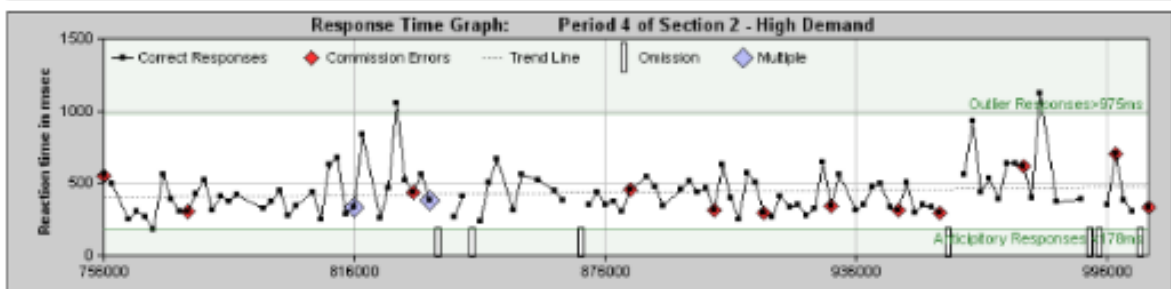 Response Time Graph: Period 4 of Section 2 - High Demand
1500
Correct Responses Commission Errors Trend Line Omission Multiple
1000
Outlier Responses>975ms
500
Anticipitory Responses 178ms
0
756000 816000 876000 936000 996000
Reaction time in msec